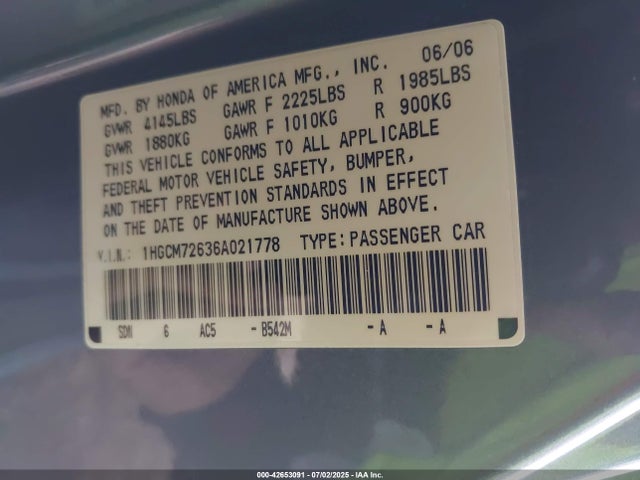 MFD. BY HONDA OF AMERICA MFG., INC. 06/06
GVWR 4145LBS GAWR F 2225LBS R 1985LBS
GVWR 1880KG GAWR F 1010KG R 900KG
THIS VEHICLE CONFORMS TO ALL APPLICABLE
FEDERAL MOTOR VEHICLE SAFETY, BUMPER,
AND THEFT PREVENTION STANDARDS IN EFFECT
ON THE DATE OF MANUFACTURE SHOWN ABOVE.
V.I.N.: 1HGCM72636A021778 TYPE: PASSENGER CAR
SDN 6 AC5 - B542M - A - A
000-42653091 - 07/02/2025 - IAA Inc.